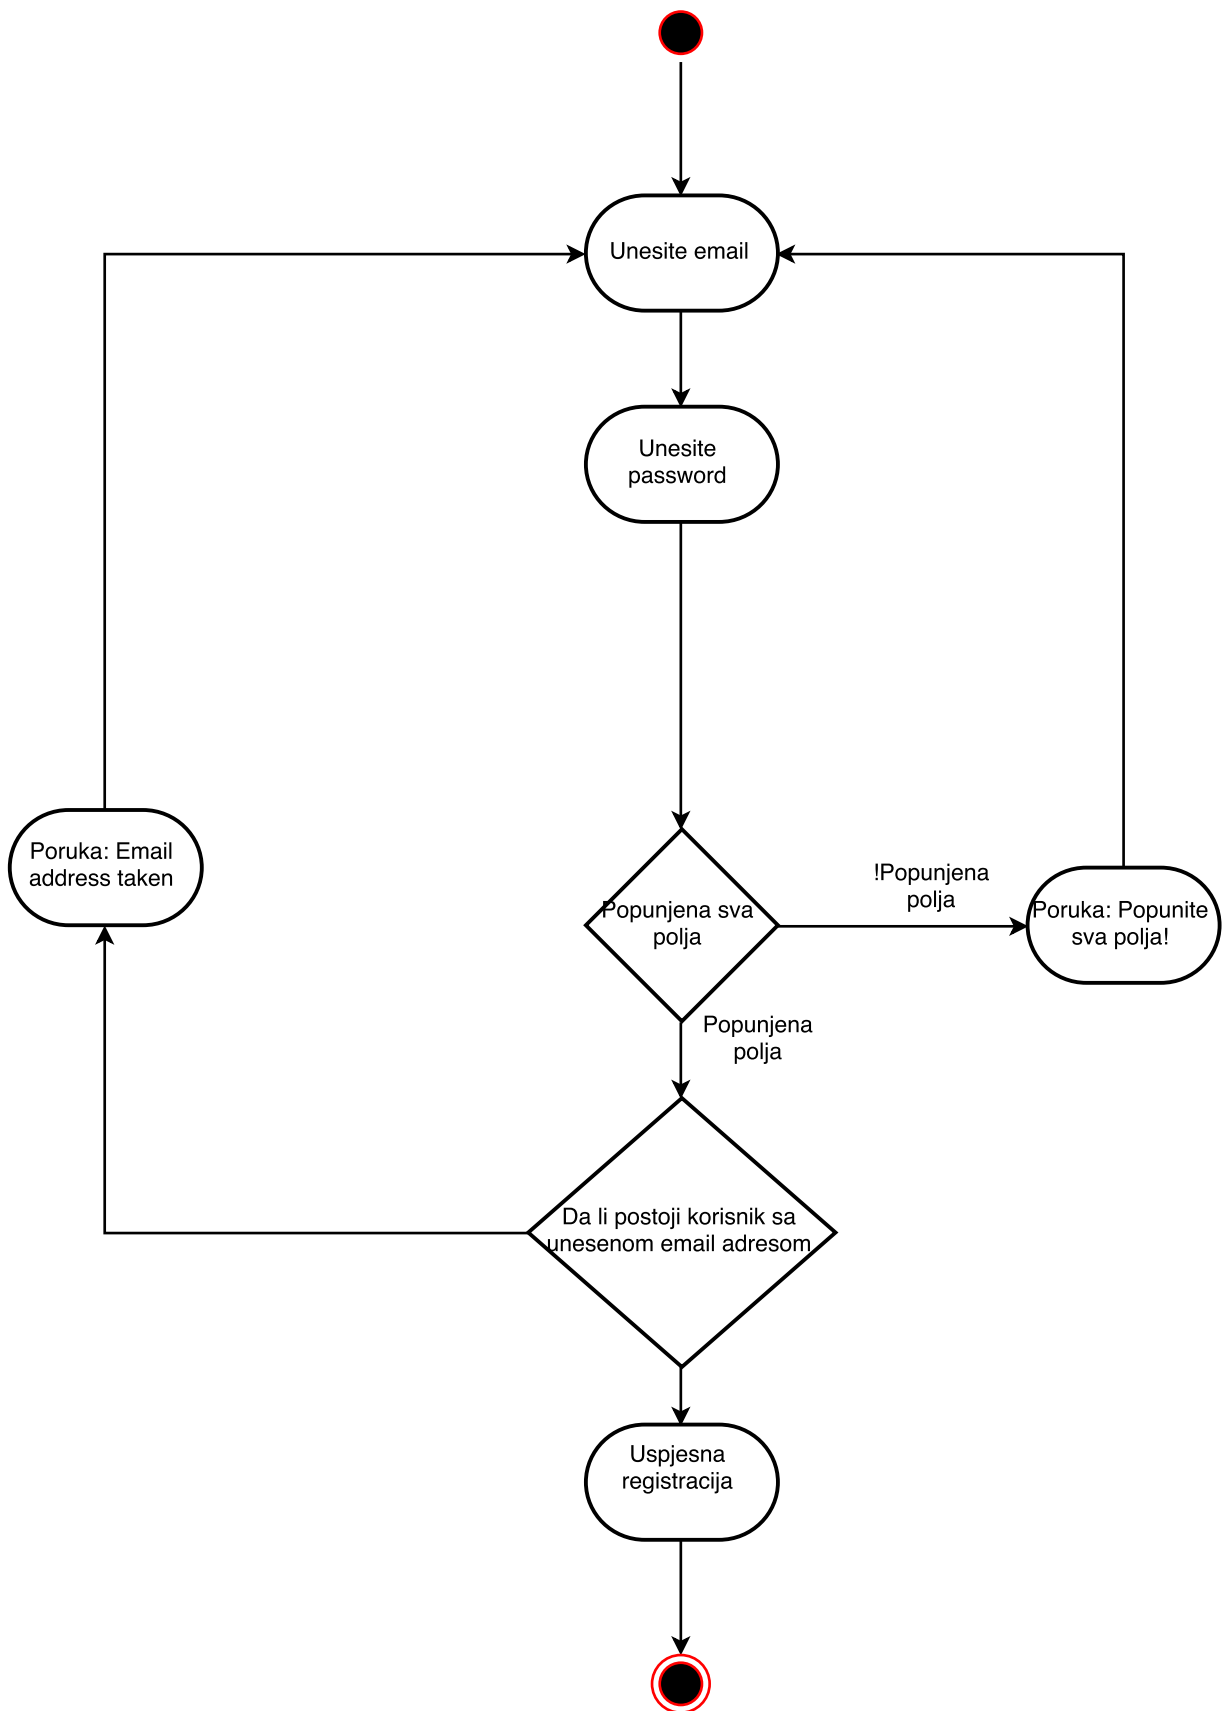 Unesite email
Unesite
password
Poruka: Email
address taken
!Popunjena
polja
Popunjena sva
polja
Poruka: Popunite
sva polja!
Popunjena
polja
Da li postoji korisnik sa
unesenom email adresom
Uspjesna
registracija